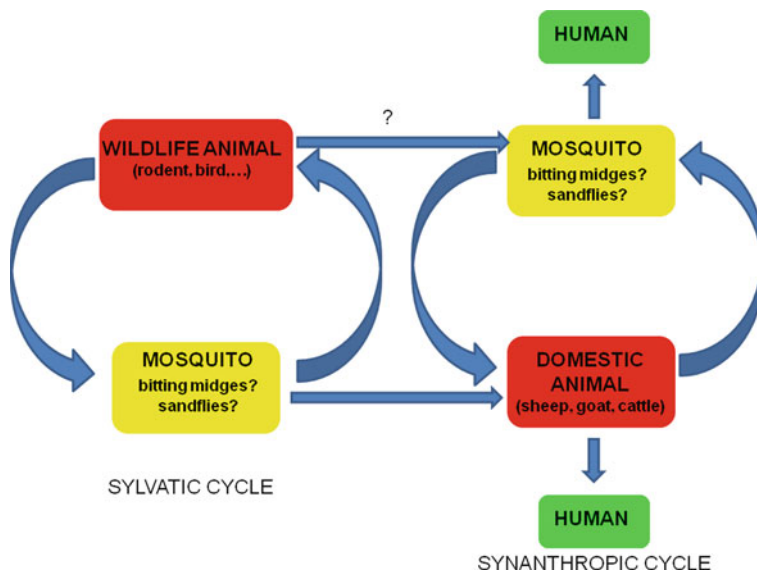 HUMAN
?
WILDLIFE ANIMAL
(rodent, bird,...)
MOSQUITO
bitting midges?
sandflies?
MOSQUITO
bitting midges?
sandflies?
DOMESTIC
ANIMAL
(sheep, goat, cattle)
SYLVATIC CYCLE
HUMAN
SYNANTHROPIC CYCLE